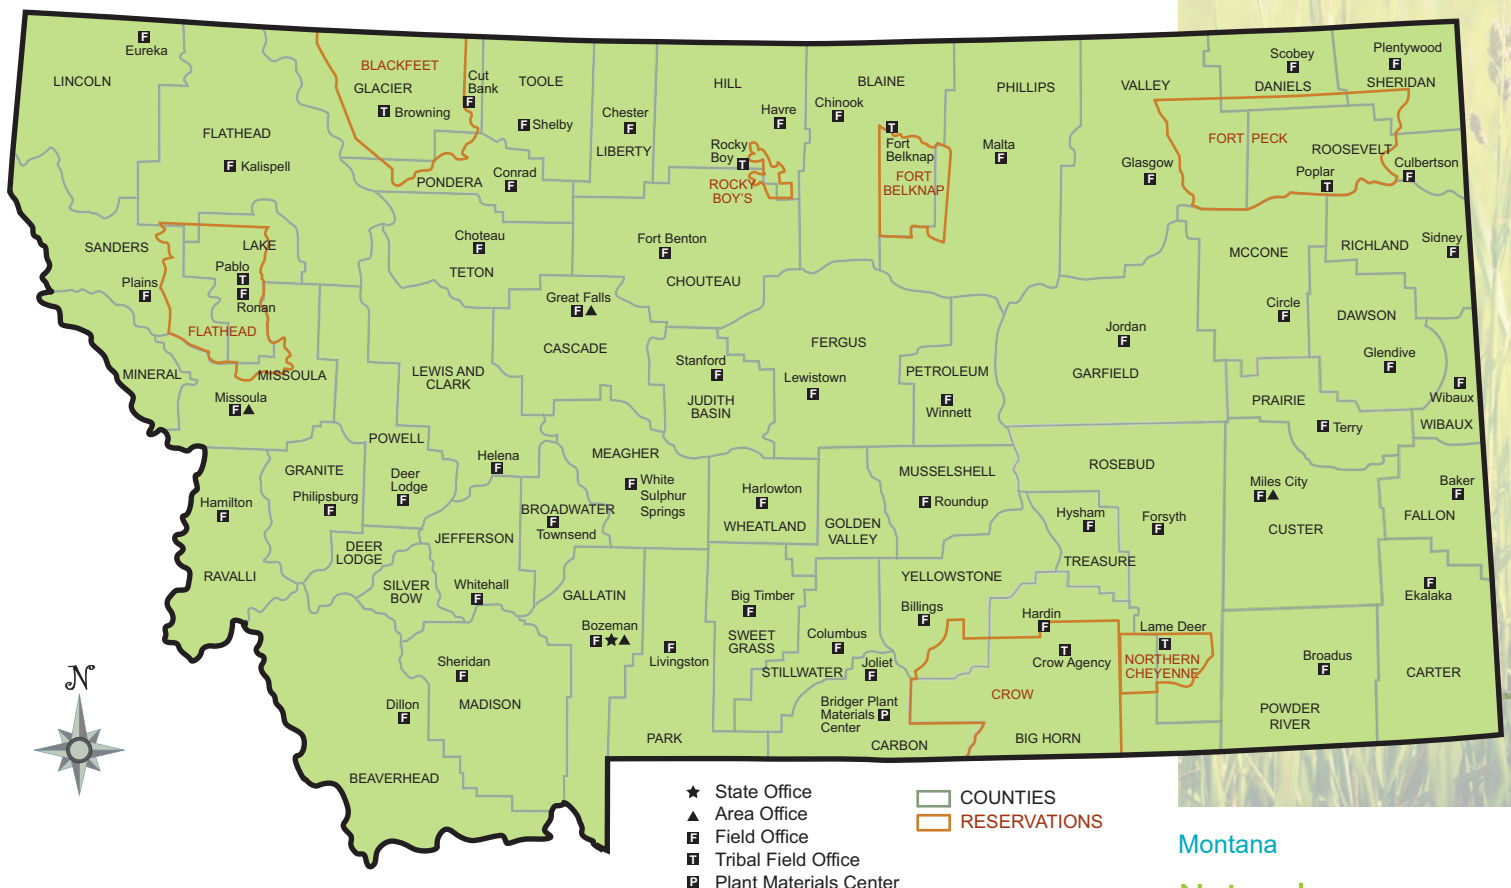 Eureka
LINCOLN
FLATHEAD
Kalispell
BLACKFEET
GLACIER
Browning
Cut
Bank
TOOLE
Shelby
Chester
LIBERTY
PONDERA
Conrad
HILL
Havre
Rocky
Boy
ROCKY
BOY'S
Chinook
BLAINE
Fort
Belknap
FORT
BELKNAP
PHILLIPS
Malta
VALLEY
Glasgow
Scobey
DANIELS
Plentywood
SHERIDAN
FORT PECK
ROOSEVELT
Poplar
Culbertson
SANDERS
Plains
LAKE
Pablo
Ronan
FLATHEAD
Choteau
TETON
Fort Benton
CHOUTEAU
Great Falls
CASCADE
MCCONE
Circle
RICHLAND
Sidney
DAWSON
Glendive
Wibaux
WIBAUX
MINERAL
MISSOULA
Missoula
LEWIS AND
CLARK
Stanford
JUDITH
BASIN
FERGUS
Lewistown
PETROLEUM
Winnett
Jordan
GARFIELD
PRAIRIE
Terry
POWELL
Helena
MEAGHER
White
Sulphur
Springs
GRANITE
Philipsburg
Deer
Lodge
Hamilton
RAVALLI
DEER
LODGE
JEFFERSON
BROADWATER
Townsend
Harlowton
WHEATLAND
GOLDEN
VALLEY
MUSSELSHELL
Roundup
ROSEBUD
Hysham
Forsyth
TREASURE
Miles City
CUSTER
Baker
FALLON
SILVER
BOW
Whitehall
GALLATIN
Bozeman
Livingston
Big Timber
SWEET
GRASS
Columbus
STILLWATER
Joliet
YELLOWSTONE
Billings
Hardin
Crow Agency
CROW
BIG HORN
Lame Deer
NORTHERN
CHEYENNE
Ekalaka
CARTER
Broadus
POWDER
RIVER
Sheridan
MADISON
Dillon
BEAVERHEAD
PARK
Bridger Plant
Materials
Center
CARBON
N
F
T
P
State Office
Area Office
F Field Office
T Tribal Field Office
P Plant Materials Center
COUNTIES
RESERVATIONS
Montana